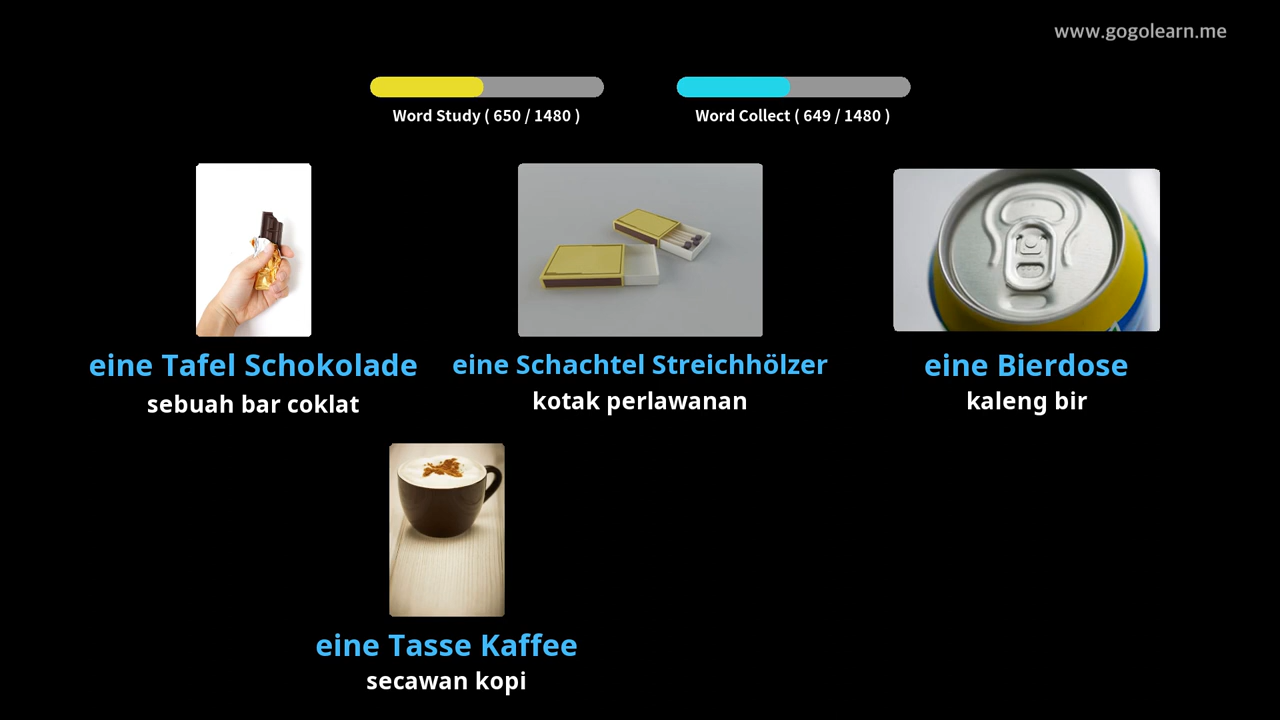 www.gogolearn.me
Word Study ( 650 / 1480 )
Word Collect ( 649 / 1480 )
eine Tafel Schokolade
sebuah bar coklat
eine Schachtel Streichhölzer
kotak perlawanan
eine Bierdose
kaleng bir
eine Tasse Kaffee
secawan kopi